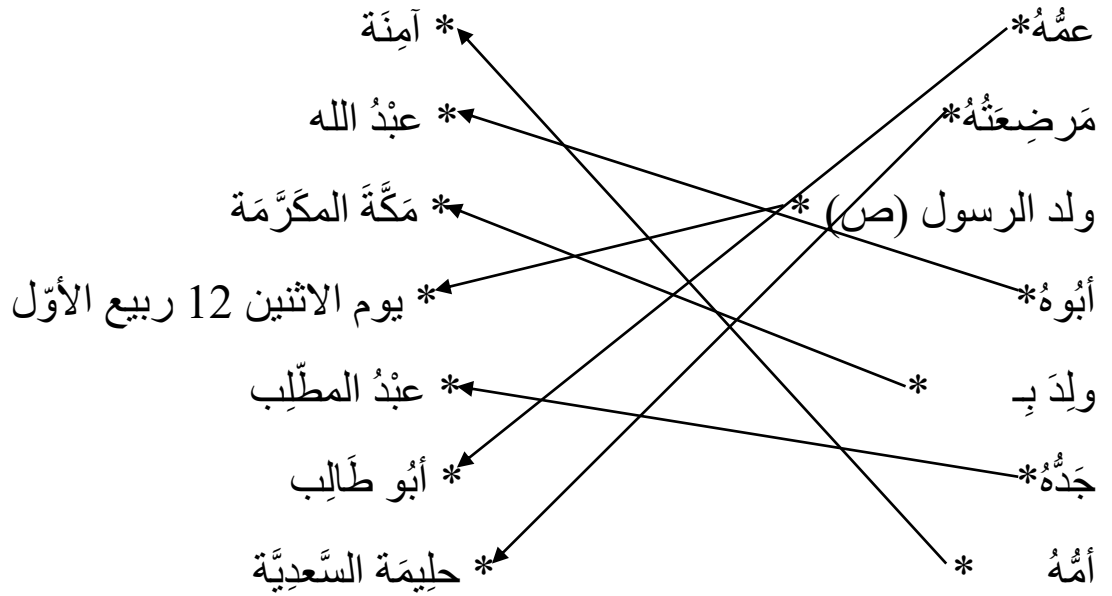 عمُّهُ* * آمِنَة
مَرضِعَتُهُ* * عبْدُ الله
ولد الرسول (ص) * * مَكَّةَ المكَرَّمَة
أبُوهُ* * يوم الاثنين 12 ربيع الأوّل
ولِدَ بِـ * * عبْدُ المطّلِب
جَدُّهُ* * أبُو طَالِب
أمُّهُ * * حلِيمَة السَّعدِيَّة